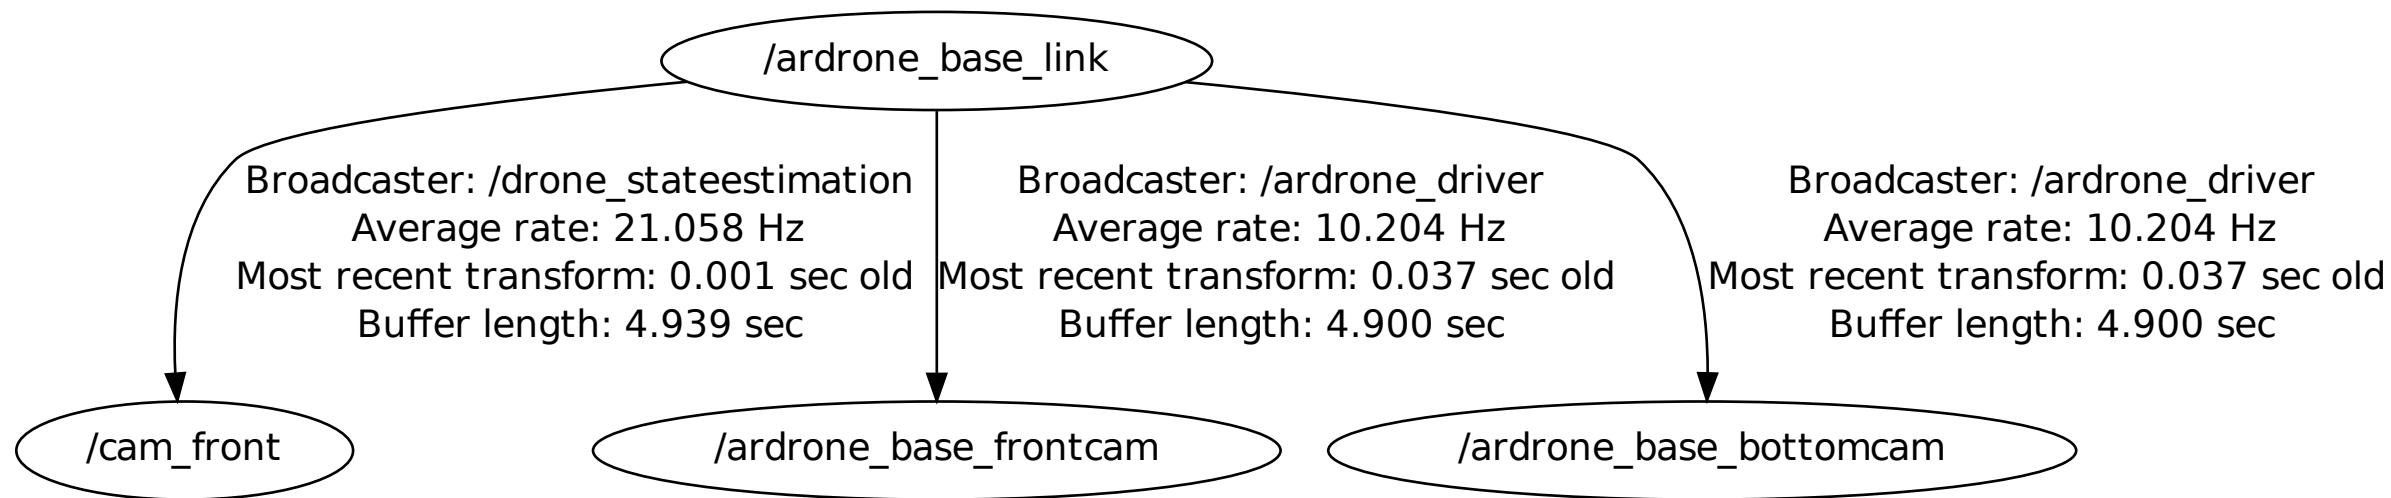 /ardrone_base_link
Broadcaster: /drone_stateestimation
Average rate: 21.058 Hz
Most recent transform: 0.001 sec old
Buffer length: 4.939 sec
Broadcaster: /ardrone_driver
Average rate: 10.204 Hz
Most recent transform: 0.037 sec old
Buffer length: 4.900 sec
Broadcaster: /ardrone_driver
Average rate: 10.204 Hz
Most recent transform: 0.037 sec old
Buffer length: 4.900 sec
/cam_front
/ardrone_base_frontcam
/ardrone_base_bottomcam